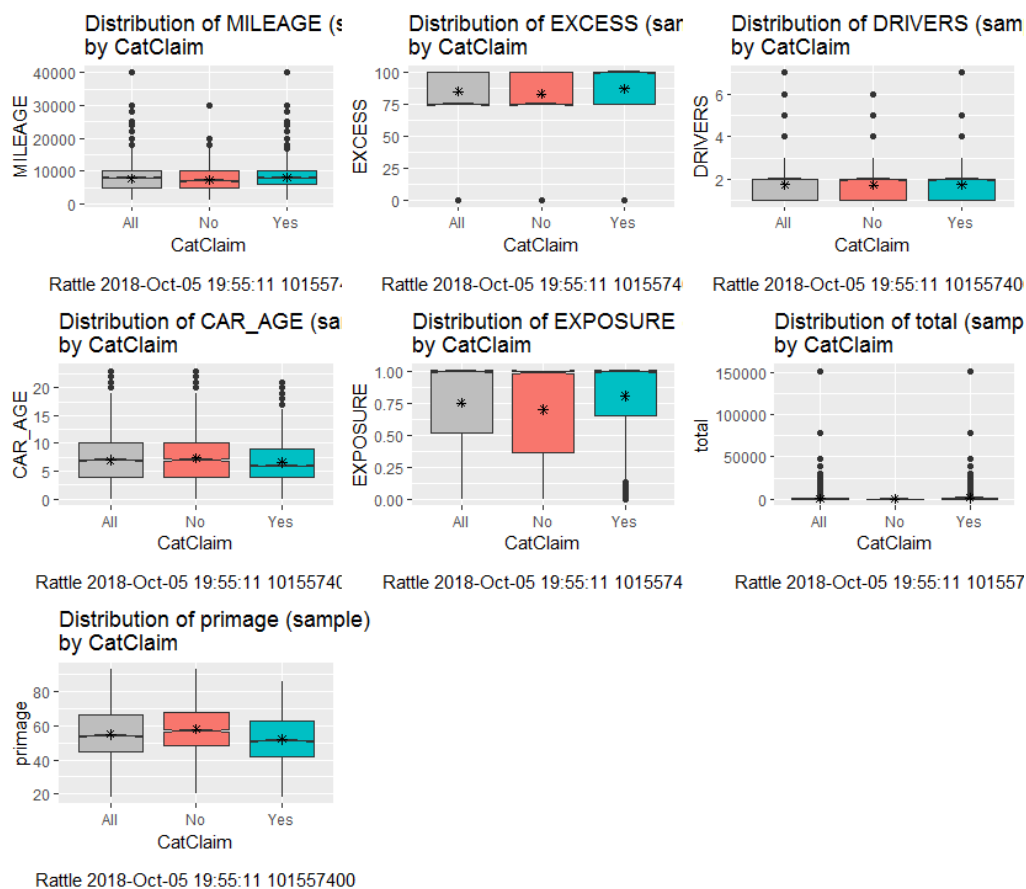 Distribution of MILEAGE (s
by CatClaim
40000
30000
20000
10000
0
MILEAGE
All No Yes
CatClaim
Rattle 2018-Oct-05 19:55:11 1015574
Distribution of EXCESS (sar
by CatClaim
100
75
50
25
0
EXCESS
All No Yes
CatClaim
Rattle 2018-Oct-05 19:55:11 1015574
Distribution of DRIVERS (sam
by CatClaim
6
4
2
DRIVERS
All No Yes
CatClaim
Rattle 2018-Oct-05 19:55:11 101557400
Distribution of CAR_AGE (sa
by CatClaim
20
15
10
5
0
CAR_AGE
All No Yes
CatClaim
Rattle 2018-Oct-05 19:55:11 10155740
Distribution of EXPOSURE
by CatClaim
1.00
0.75
0.50
0.25
0.00
EXPOSURE
All No Yes
CatClaim
Rattle 2018-Oct-05 19:55:11 1015574
Distribution of total (samp
by CatClaim
150000
100000
50000
0
total
All No Yes
CatClaim
Rattle 2018-Oct-05 19:55:11 101557
Distribution of primage (sample)
by CatClaim
80
60
40
20
primage
All No Yes
CatClaim
Rattle 2018-Oct-05 19:55:11 101557400